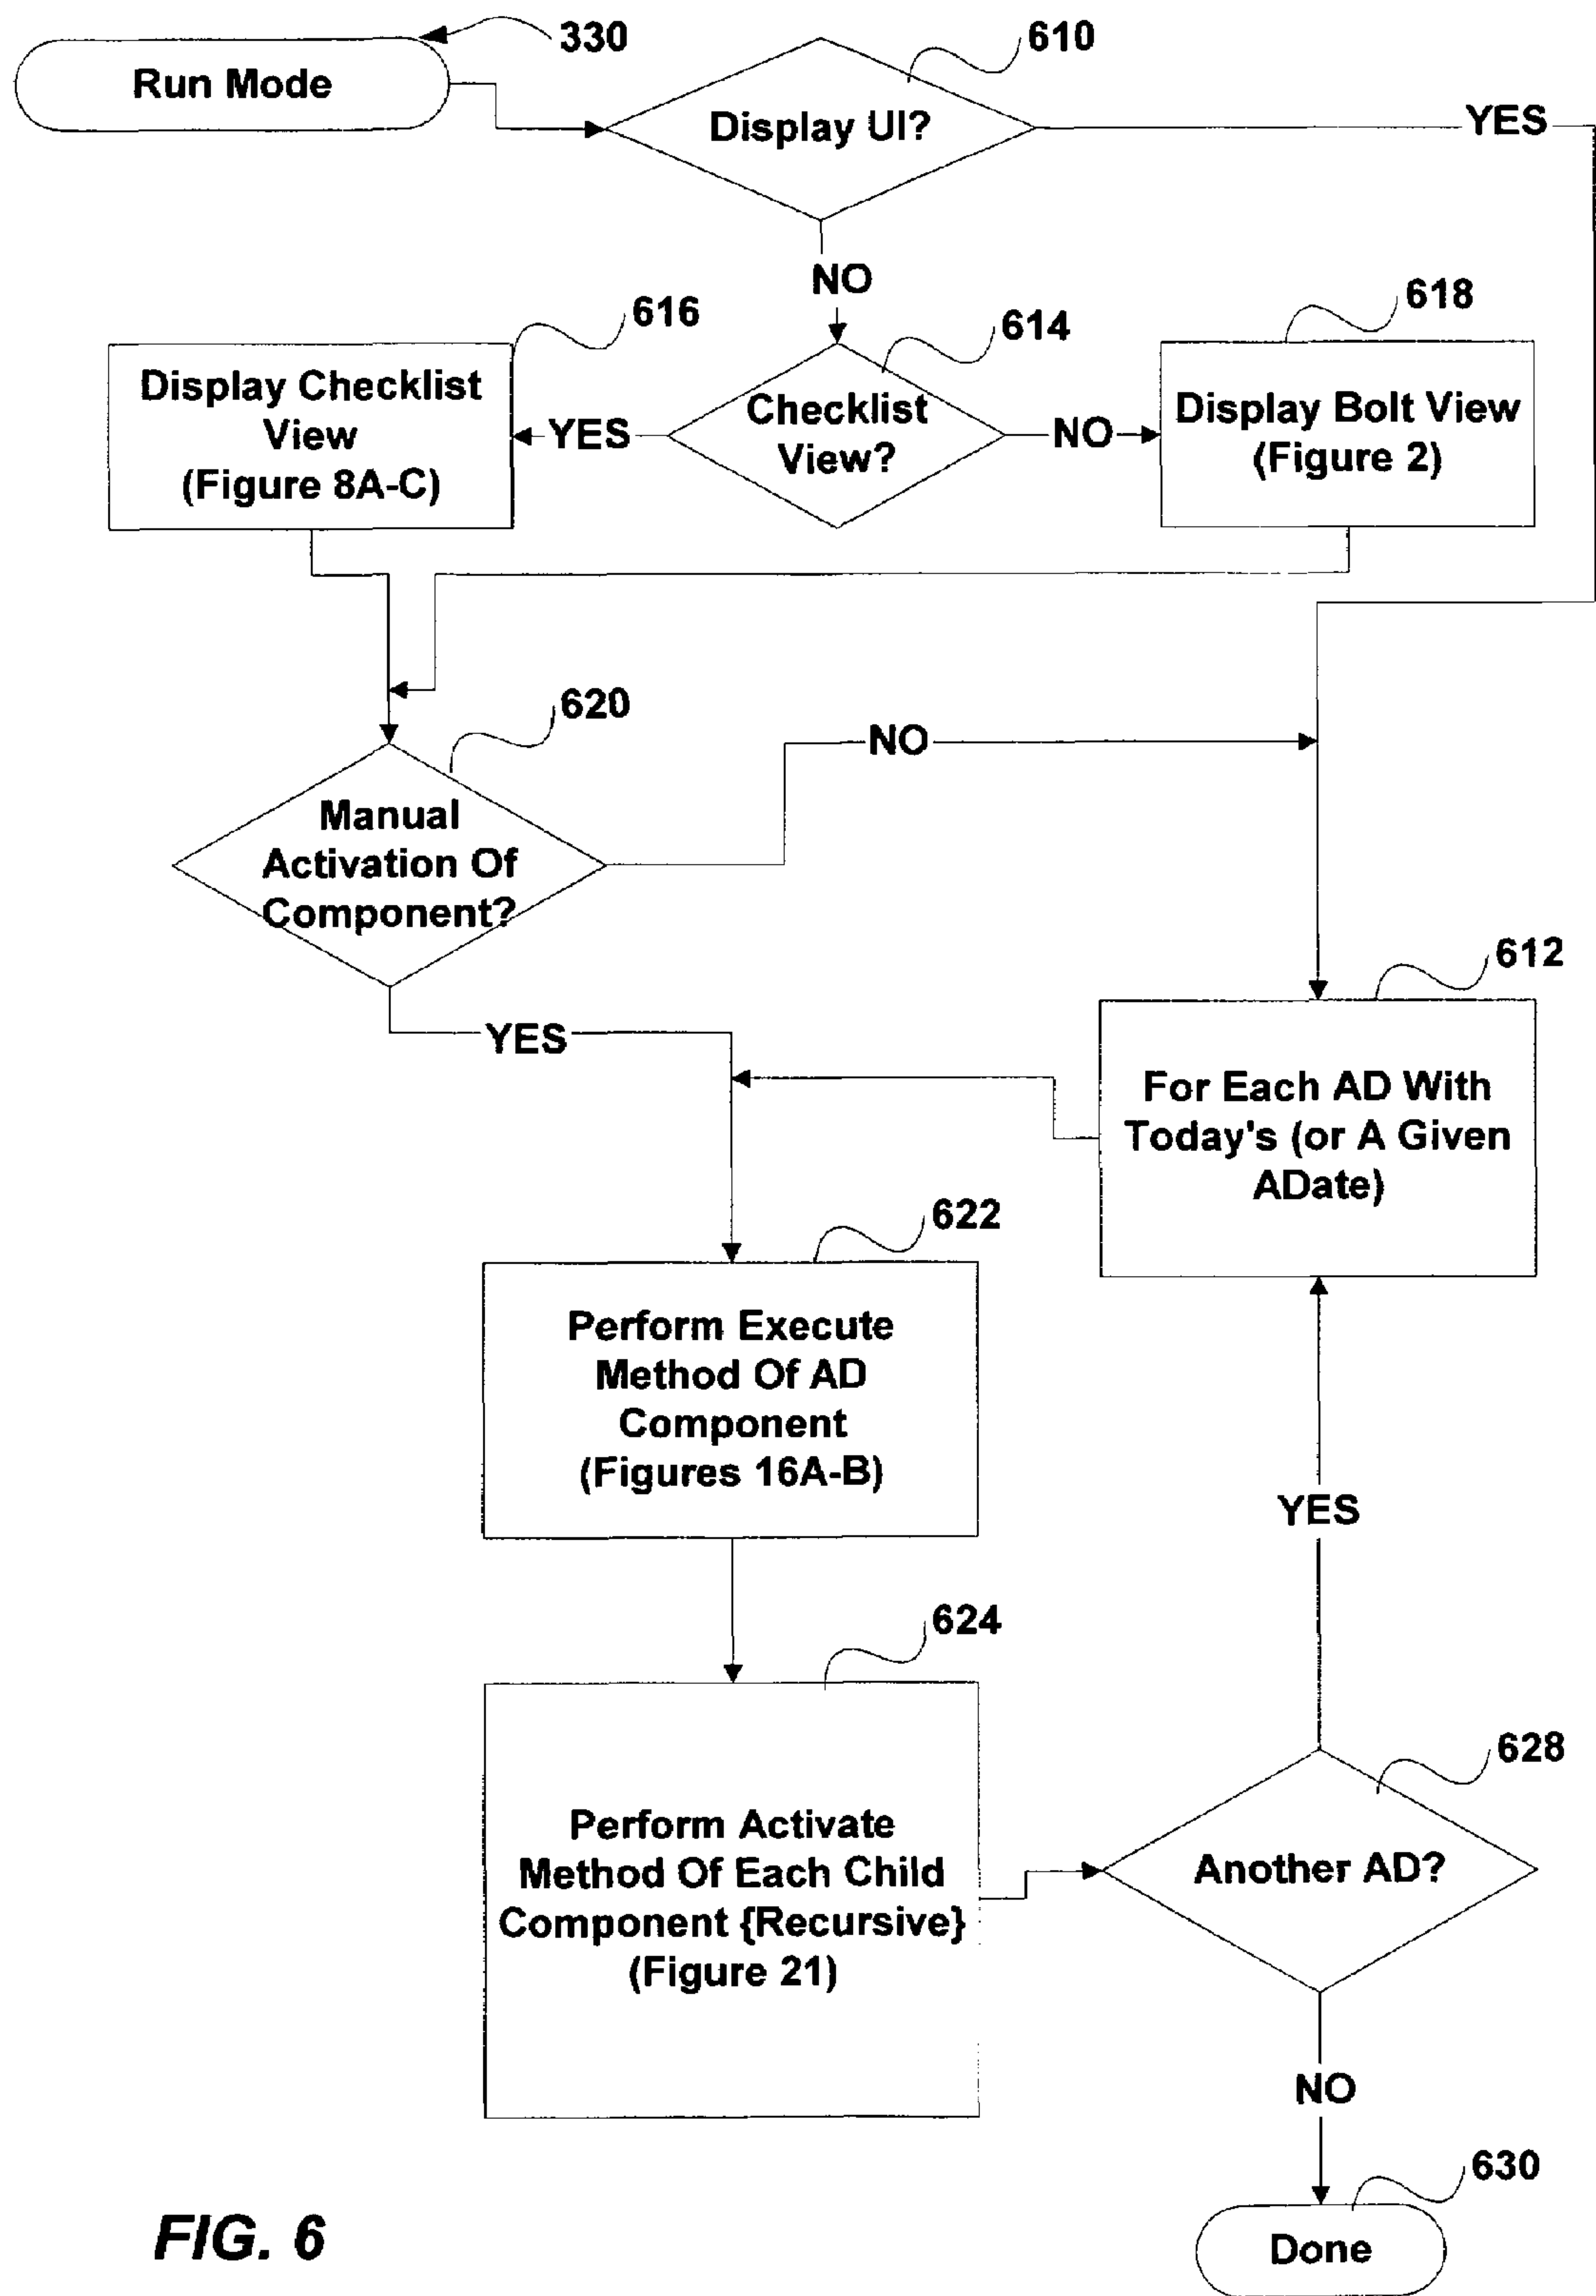 330
Run Mode
610
Display UI?
YES
NO
616
Display Checklist
View
(Figure 8A-C)
YES
614
Checklist
View?
NO
618
Display Bolt View
(Figure 2)
620
Manual
Activation Of
Component?
NO
YES
612
For Each AD With
Today's (or A Given
ADate)
622
Perform Execute
Method Of AD
Component
(Figures 16A-B)
YES
624
Perform Activate
Method Of Each Child
Component {Recursive}
(Figure 21)
628
Another AD?
NO
630
Done
FIG. 6